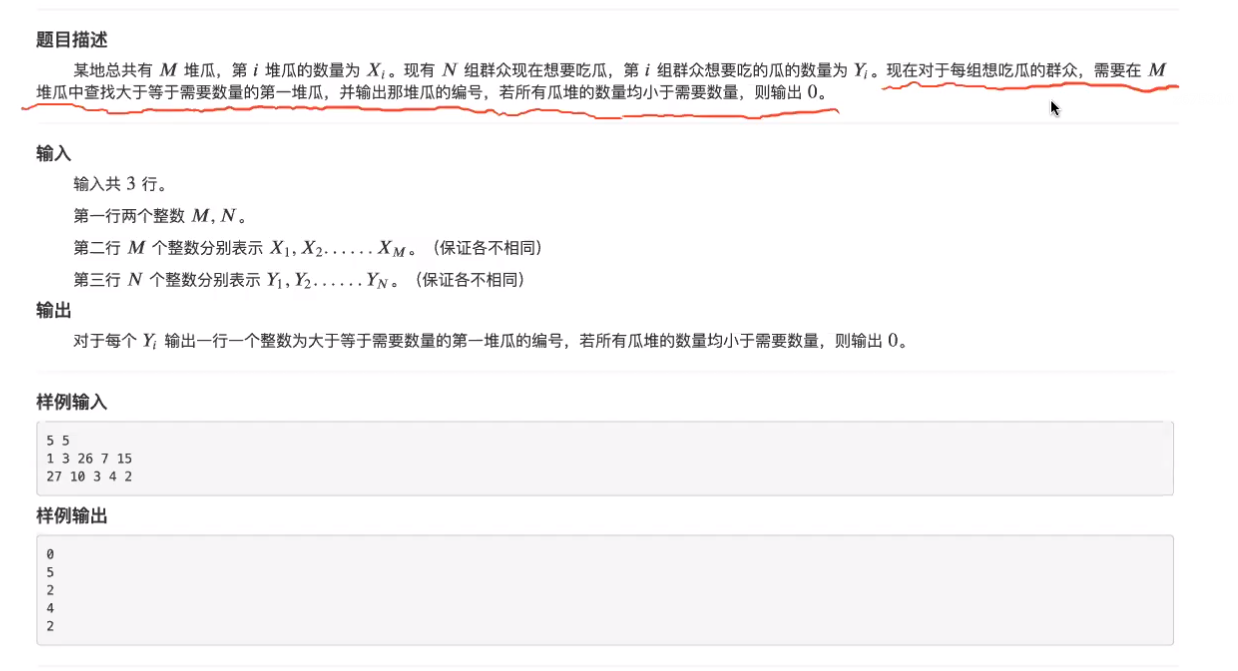 题目描述
某地总共有 M 堆瓜，第 i 堆瓜的数量为 Xi。现有 N 组群众现在想要吃瓜，第 i 组群众想要吃的瓜的数量为 Yi。现在对于每组想吃瓜的群众，需要在 M
堆瓜中查找大于等于需要数量的第一堆瓜，并输出那堆瓜的编号，若所有瓜堆的数量均小于需要数量，则输出 0。
输入
输入共 3 行。
第一行两个整数 M, N。
第二行 M 个整数分别表示 X1, X2......XM。（保证各不相同）
第三行 N 个整数分别表示 Y1, Y2......YN。（保证各不相同）
输出
对于每个 Yi 输出一行一个整数为大于等于需要数量的第一堆瓜的编号，若所有瓜堆的数量均小于需要数量，则输出 0。
样例输入
5 5
1 3 26 7 15
27 10 3 4 2
样例输出
0
5
2
4
2